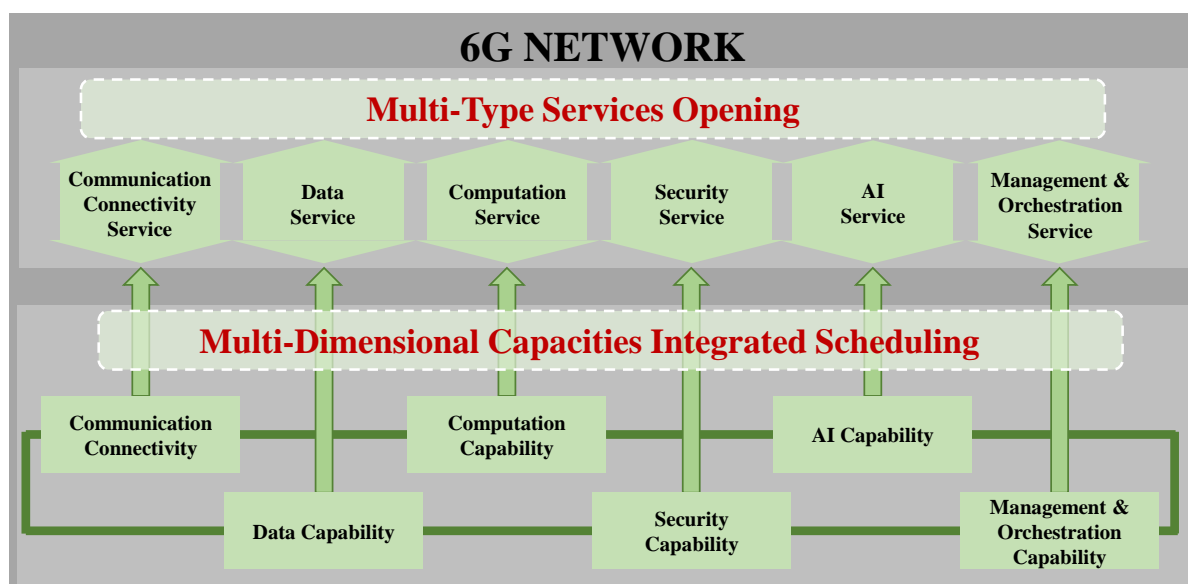 6G NETWORK
Multi-Type Services Opening
Communication
Connectivity
Service
Data
Service
Computation
Service
Security
Service
AI
Service
Management &
Orchestration
Service
Multi-Dimensional Capacities Integrated Scheduling
Communication
Connectivity
Computation
Capability
AI Capability
Data Capability
Security
Capability
Management &
Orchestration
Capability